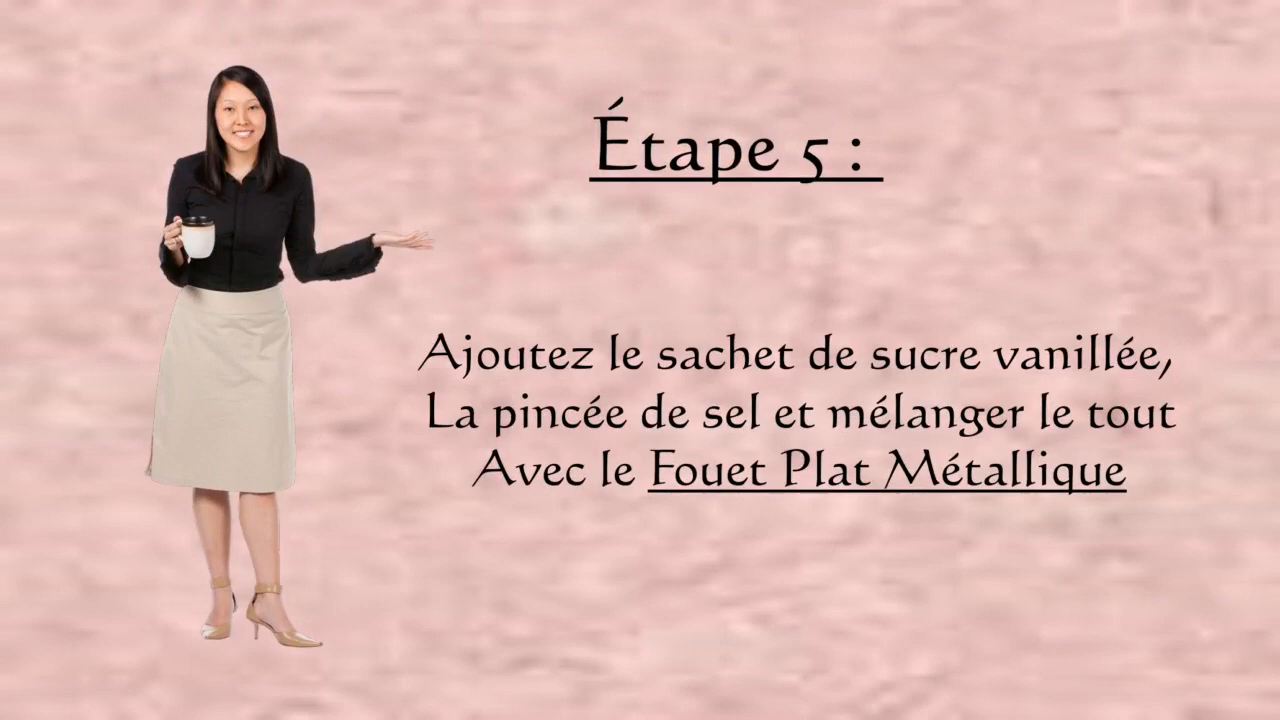 Étape 5 :
Ajoutez le sachet de sucre vanillée,
La pincée de sel et mélanger le tout
Avec le Fouet Plat Métallique